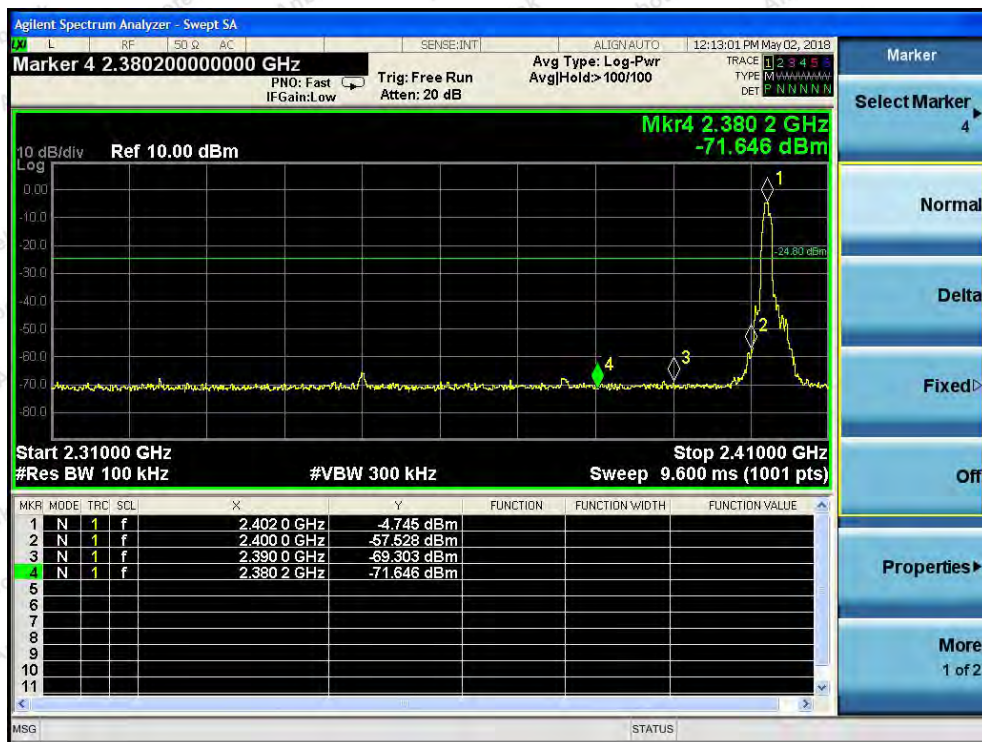 Agilent Spectrum Analyzer - Swept SA
LXI L RF 50 Ω AC SENSE:INT ALIGN AUTO 12:13:01 PM May 02, 2018
Marker 4 2.380200000000 GHz
PNO: Fast
IFGain:Low
Trig: Free Run
Atten: 20 dB
Avg Type: Log-Pwr
Avg|Hold:>100/100
TRACE 1 2 3 4 5 6
TYPE M
DET P N N N N N
Mkr4 2.380 2 GHz
-71.646 dBm
10 dB/div Ref 10.00 dBm
Log
0.00
-10.0
-20.0
-30.0
-40.0
-50.0
-60.0
-70.0
-80.0
1
-24.80 dBm
2
3
4
Start 2.31000 GHz Stop 2.41000 GHz
#Res BW 100 kHz #VBW 300 kHz Sweep 9.600 ms (1001 pts)
MKR MODE TRC SCL X Y FUNCTION FUNCTION WIDTH FUNCTION VALUE
1 N 1 f 2.402 0 GHz -4.745 dBm
2 N 1 f 2.400 0 GHz -57.528 dBm
3 N 1 f 2.390 0 GHz -69.303 dBm
4 N 1 f 2.380 2 GHz -71.646 dBm
5
6
7
8
9
10
11
MSG STATUS
Marker
Select Marker
4
Normal
Delta
Fixed
Off
Properties
More
1 of 2